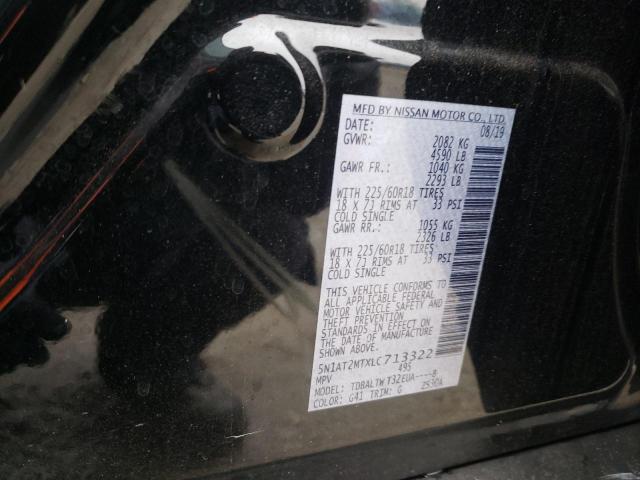 MFD BY NISSAN MOTOR CO., LTD.
DATE: 08/19
GVWR: 2082 KG
4590 LB
GAWR FR.: 1040 KG
2293 LB
WITH 225/60R18 TIRES
18 X 7J RIMS AT 33 PSI
COLD SINGLE
GAWR RR.: 1055 KG
2326 LB
WITH 225/60R18 TIRES
18 X 7J RIMS AT 33 PSI
COLD SINGLE
THIS VEHICLE CONFORMS TO
ALL APPLICABLE FEDERAL
MOTOR VEHICLE SAFETY AND
THEFT PREVENTION
STANDARDS IN EFFECT ON
THE DATE OF MANUFACTURE
5N1AT2MTXLC713322
MPV 495
MODEL: TDBALTWT32EUA----B
COLOR: G41 TRIM: G